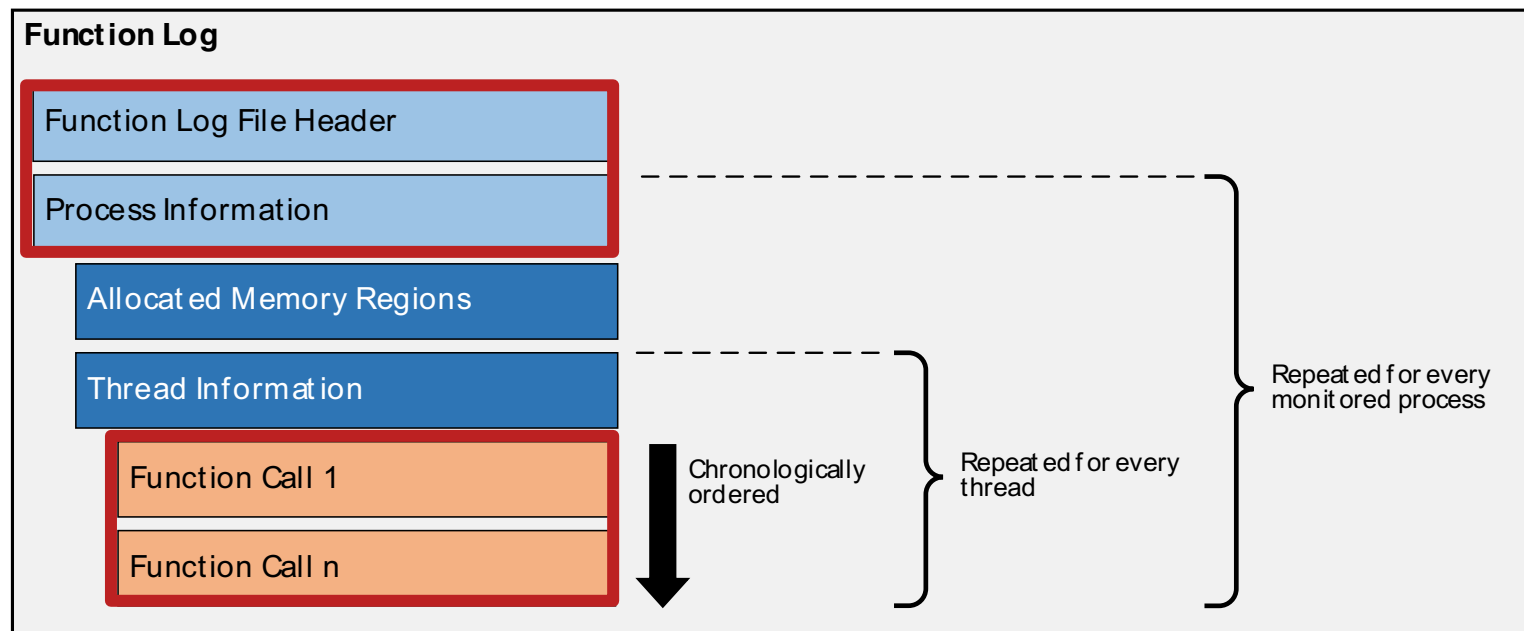 Function Log
Function Log File Header
Process Information
Allocated Memory Regions
Thread Information
Function Call 1
Function Call n
Chronologically
ordered
Repeated for every
thread
Repeated for every
monitored process